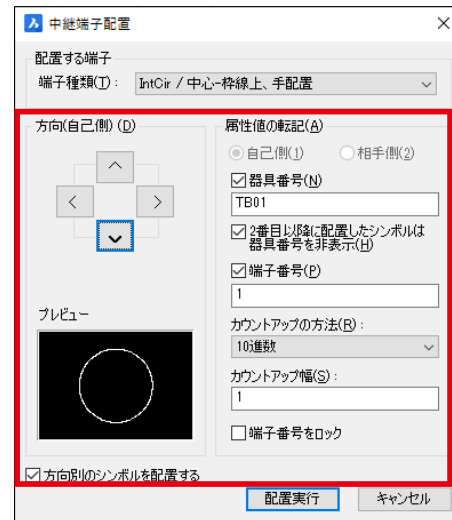 中継端子配置
配置する端子
端子種類(T): IntCir / 中心-枠線上、手配置
方向(自己側)(D)
プレビュー
属性値の転記(A)
自己側(1) 相手側(2)
器具番号(N)
TB01
2番目以降に配置したシンボルは
器具番号を非表示(H)
端子番号(P)
1
カウントアップの方法(R):
10進数
カウントアップ幅(S):
1
端子番号をロック
方向別のシンボルを配置する
配置実行 キャンセル